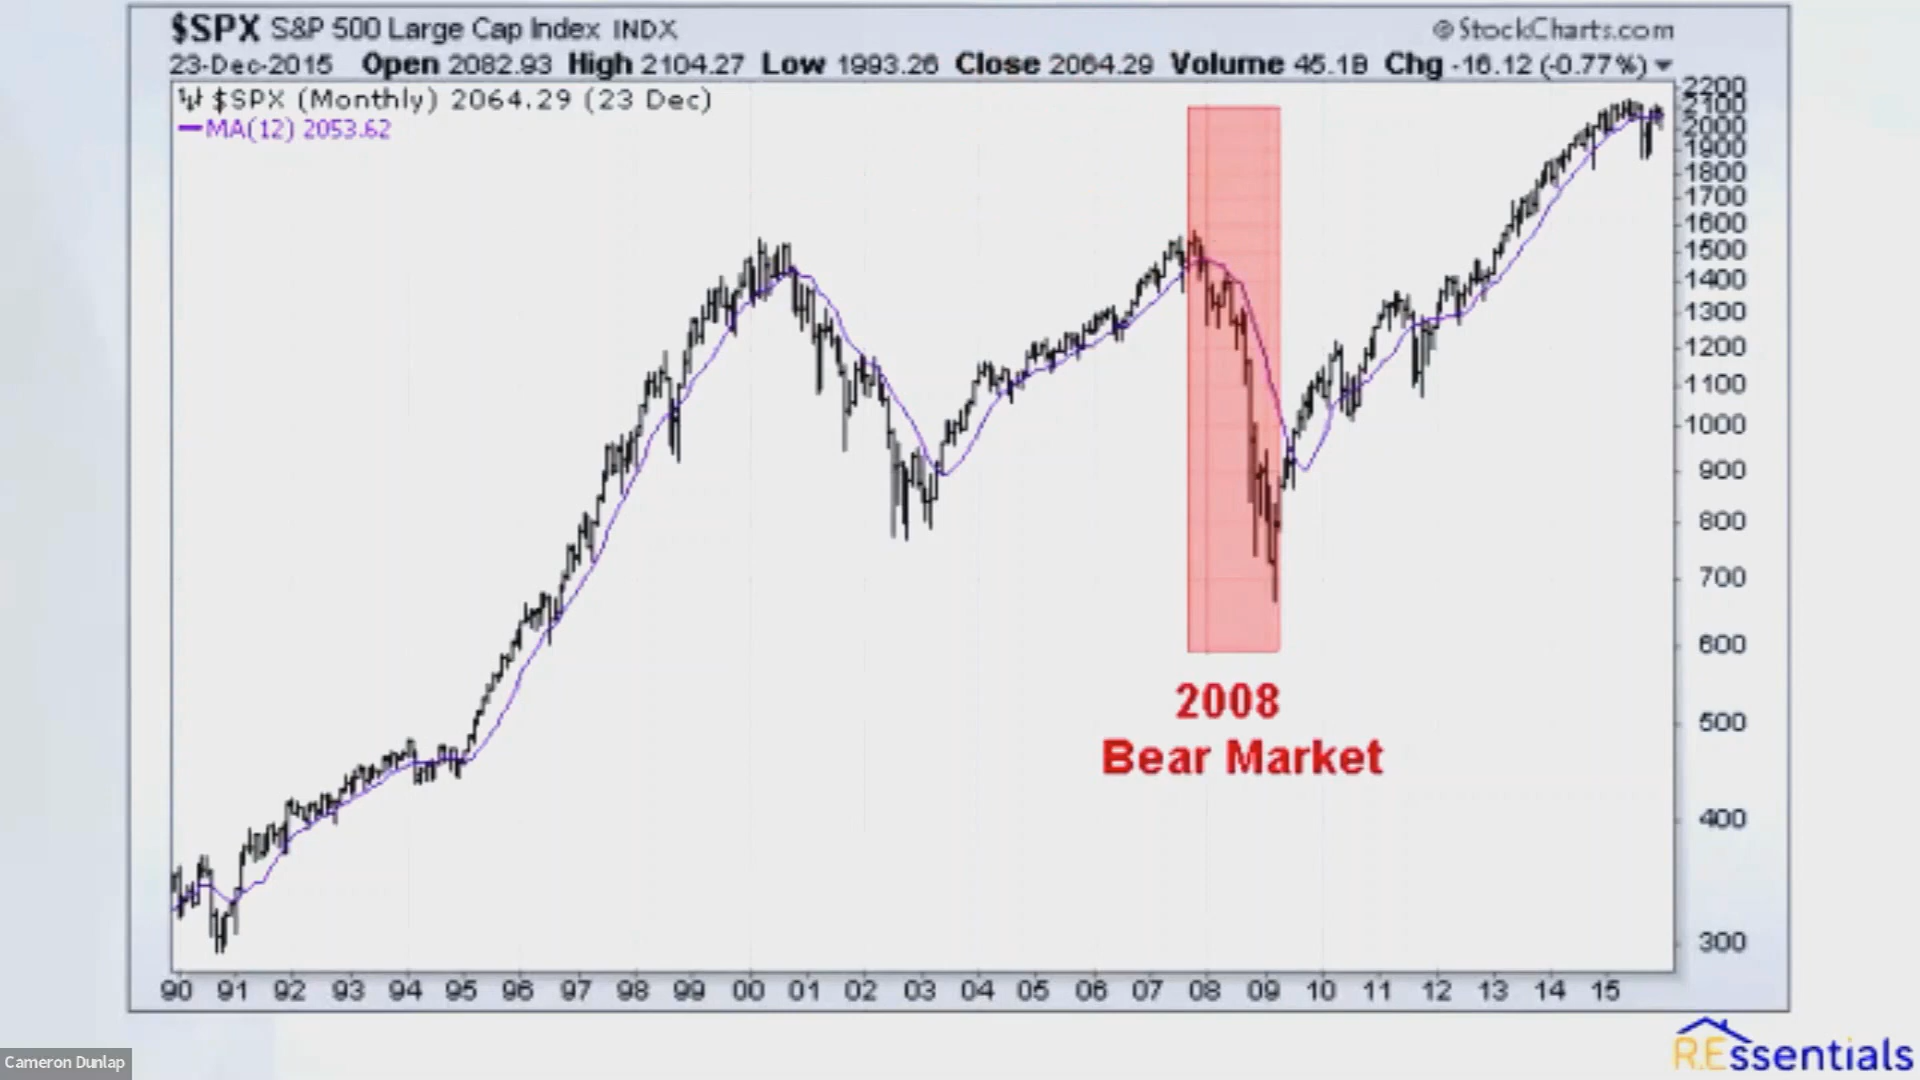 $SPX S&P 500 Large Cap Index INDX
© StockCharts.com
23-Dec-2015 Open 2082.93 High 2104.27 Low 1993.26 Close 2064.29 Volume 45.1B Chg -16.12 (-0.77%)
$SPX (Monthly) 2064.29 (23 Dec)
MA(12) 2053.62
2200
2100
2000
1900
1800
1700
1600
1500
1400
1300
1200
1100
1000
900
800
700
600
500
400
300
2008
Bear Market
90 91 92 93 94 95 96 97 98 99 00 01 02 03 04 05 06 07 08 09 10 11 12 13 14 15
R.Essentials
Cameron Dunlap